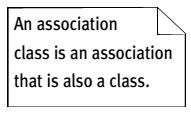 An association
class is an association
that is also a class.